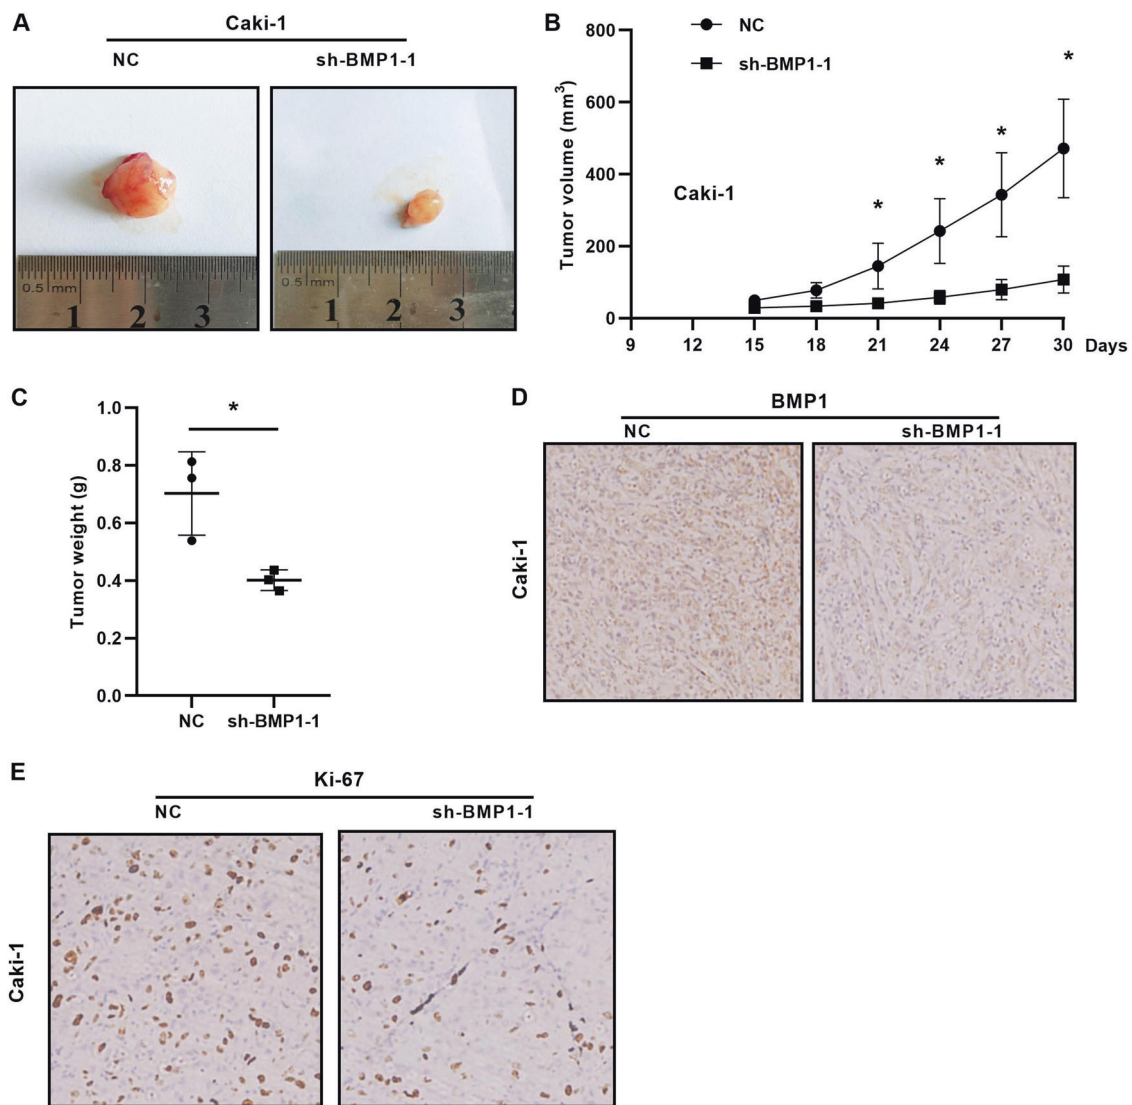 A
Caki-1
NC
sh-BMP1-1
0.5 mm
1 2 3
0.5 mm
1 2 3
B
NC
sh-BMP1-1
Tumor volume (mm³)
800
600
400
200
0
Caki-1
*
*
*
*
9 12 15 18 21 24 27 30 Days
C
Tumor weight (g)
1.0
0.8
0.6
0.4
0.2
0.0
*
NC sh-BMP1-1
D
BMP1
NC
sh-BMP1-1
Caki-1
E
Ki-67
NC
sh-BMP1-1
Caki-1